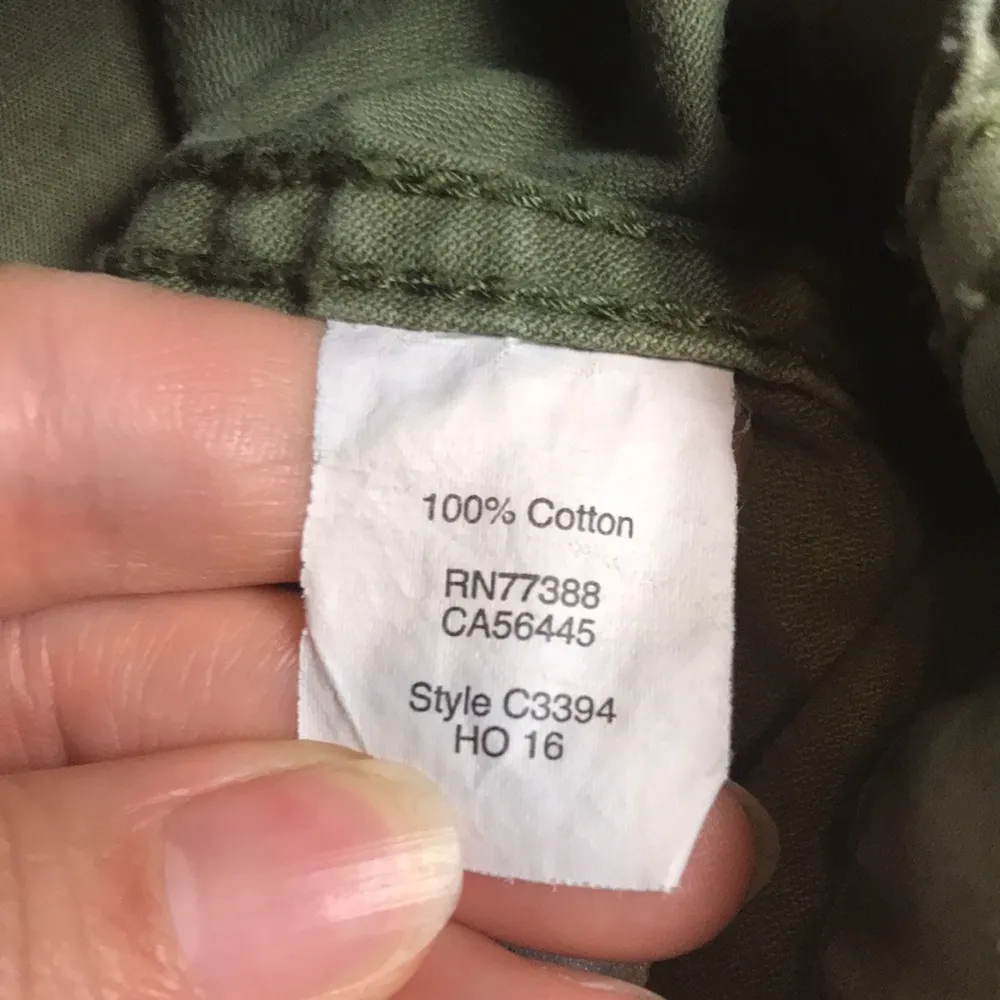 100% Cotton
RN77388
CA56445
Style C3394
HO 16